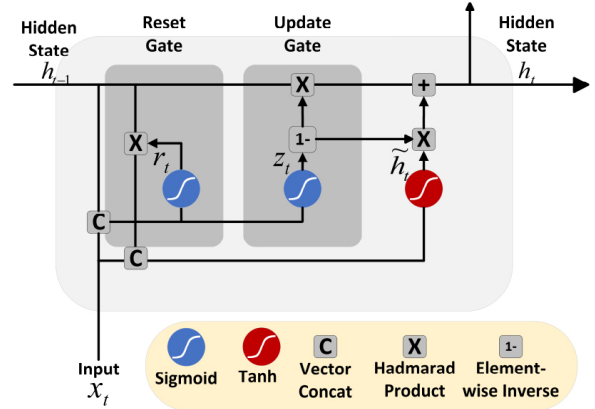 Hidden
State
h_{t-1}
Reset
Gate
Update
Gate
Hidden
State
h_t
X
+
X
r_t
z_t
1-
X
h̃_t
C
C
Input
x_t
Sigmoid
Tanh
C
Vector
Concat
X
Hadmarad
Product
1-
Element-
wise Inverse